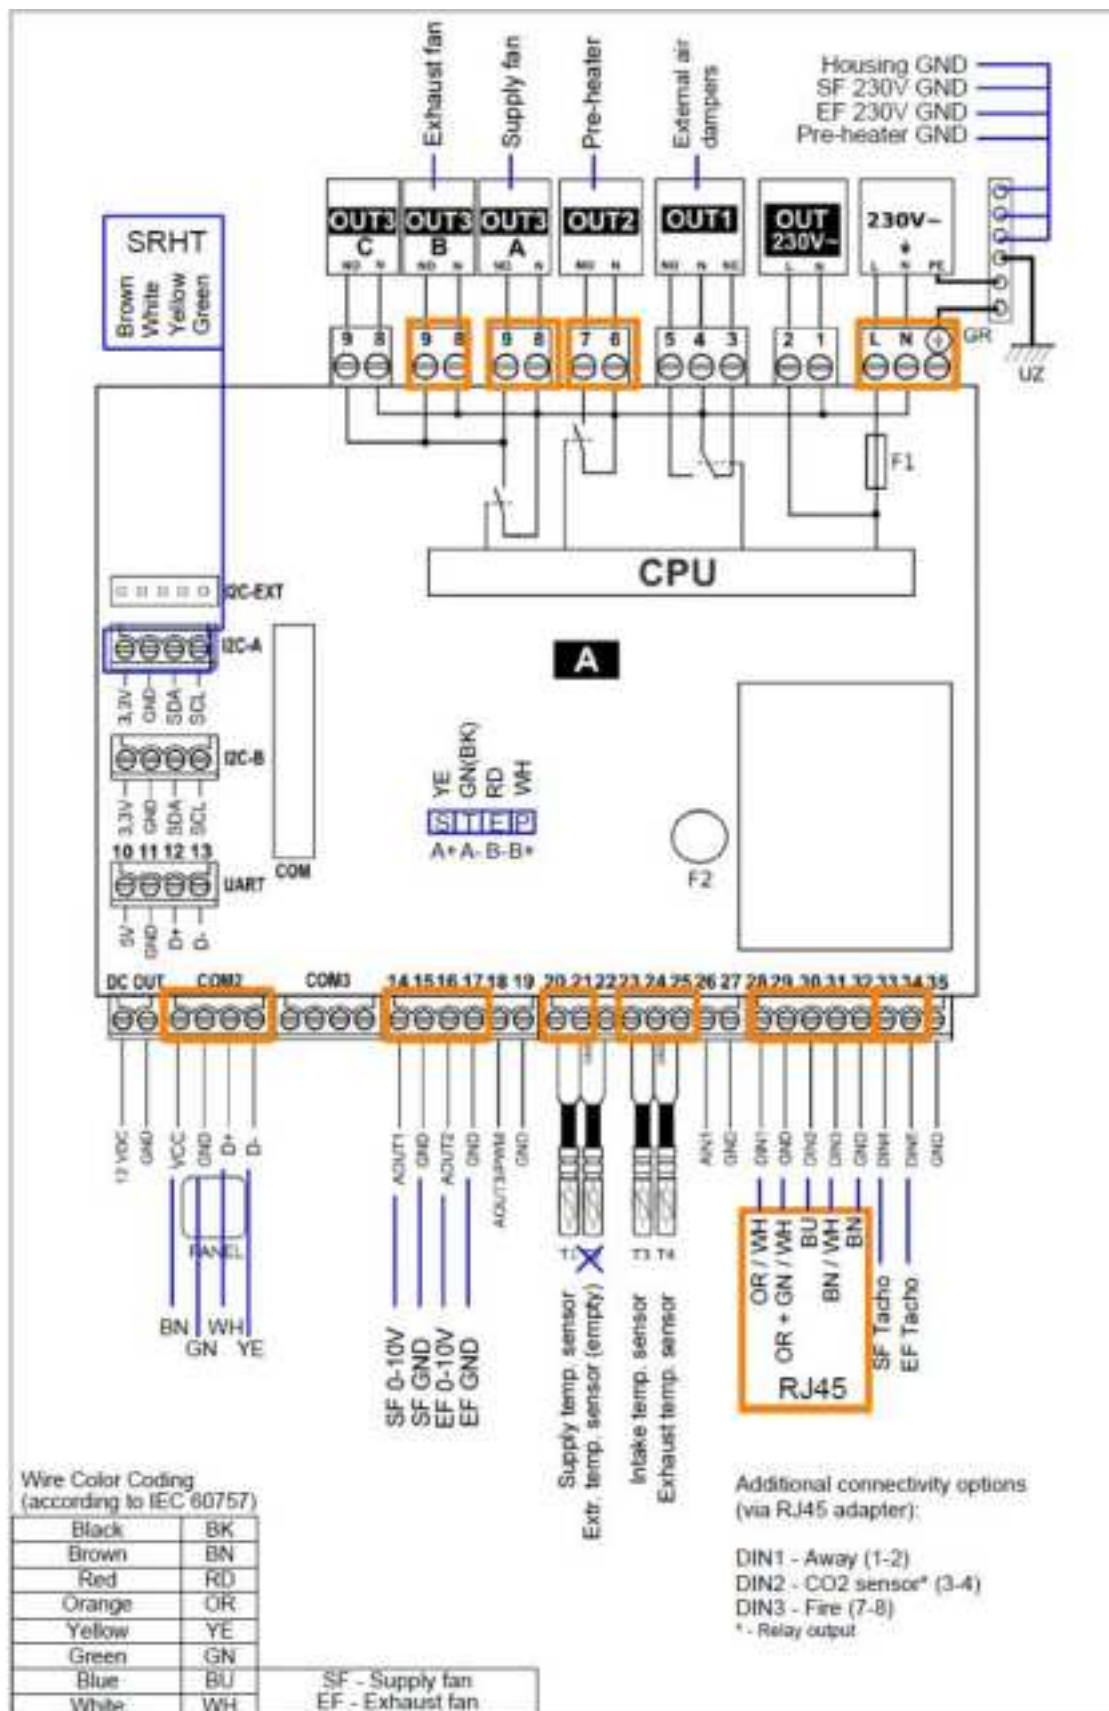 Exhaust fan
Supply fan
Pre-heater
External air
dampers
Housing GND
SF 230V GND
EF 230V GND
Pre-heater GND
SRHT
Brown
White
Yellow
Green
OUT3
C
NO N
OUT3
B
NO N
OUT3
A
NO N
OUT2
NO N
OUT1
NO N NC
OUT
230V~
L N
230V~
L N PE
9 8
9 8
9 8
7 6
5 4 3
2 1
L N
GR
UZ
F1
CPU
I2C-EXT
I2C-A
3,3V
GND
SDA
SCL
I2C-B
3,3V
GND
SDA
SCL
10 11 12 13
UART
5V
GND
D+
D-
COM
A
YE
GN(BK)
RD
WH
S T E P
A+ A- B- B+
F2
DC OUT COM2 COM3 14 15 16 17 18 19 20 21 22 23 24 25 26 27 28 29 30 31 32 33 34 35
12 VDC
GND
VCC
GND
D+
D-
AOUT1
GND
AOUT2
GND
AOUT3/PWM
GND
AIN1
GND
DIN1
GND
DIN2
DIN3
GND
DIN4
DIN5
GND
PANEL
BN
GN
WH
YE
SF 0-10V
SF GND
EF 0-10V
EF GND
T3 T4
Supply temp. sensor
Extr. temp. sensor (empty)
Intake temp. sensor
Exhaust temp. sensor
OR / WH
OR + GN / WH
BU
BN / WH
BN
RJ45
SF Tacho
EF Tacho
Wire Color Coding
(according to IEC 60757)
Black BK
Brown BN
Red RD
Orange OR
Yellow YE
Green GN
Blue BU
White WH
SF - Supply fan
EF - Exhaust fan
Additional connectivity options
(via RJ45 adapter):
DIN1 - Away (1-2)
DIN2 - CO2 sensor* (3-4)
DIN3 - Fire (7-8)
* - Relay output